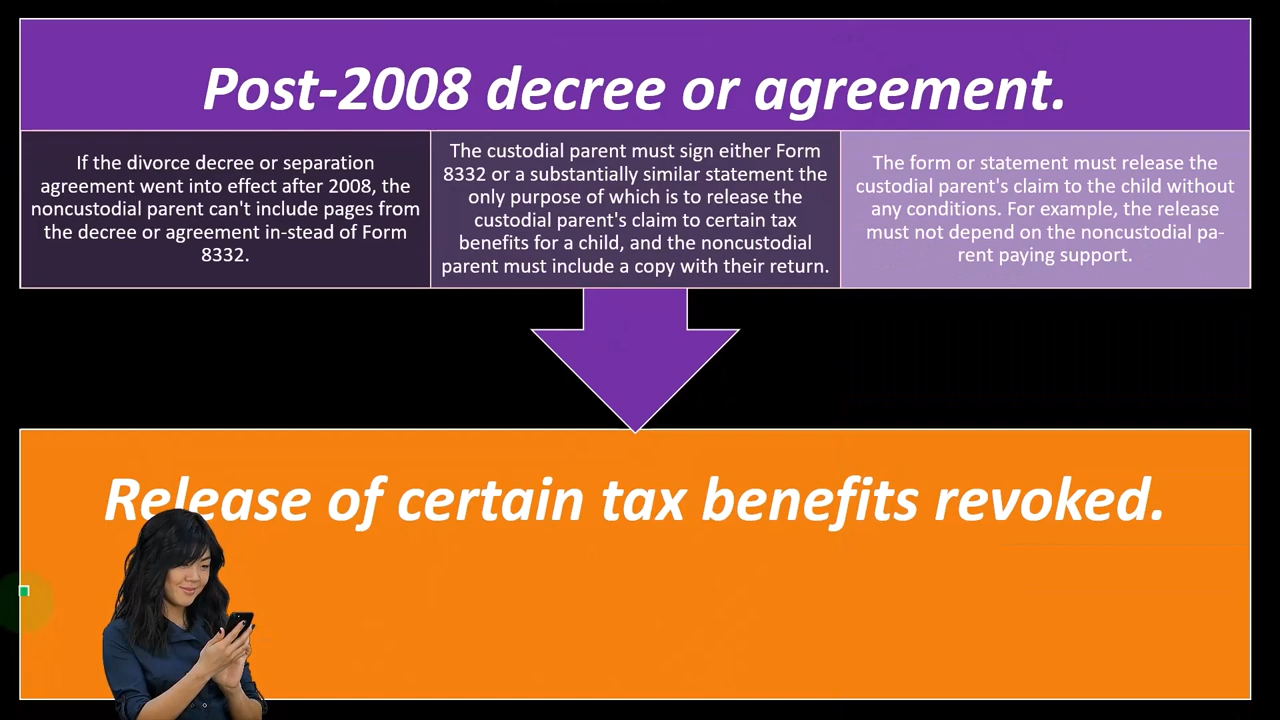 Post-2008 decree or agreement.
If the divorce decree or separation
agreement went into effect after 2008, the
noncustodial parent can't include pages from
the decree or agreement in-stead of Form
8332.
The custodial parent must sign either Form
8332 or a substantially similar statement the
only purpose of which is to release the
custodial parent's claim to certain tax
benefits for a child, and the noncustodial
parent must include a copy with their return.
The form or statement must release the
custodial parent's claim to the child without
any conditions. For example, the release
must not depend on the noncustodial pa-
rent paying support.
Release of certain tax benefits revoked.